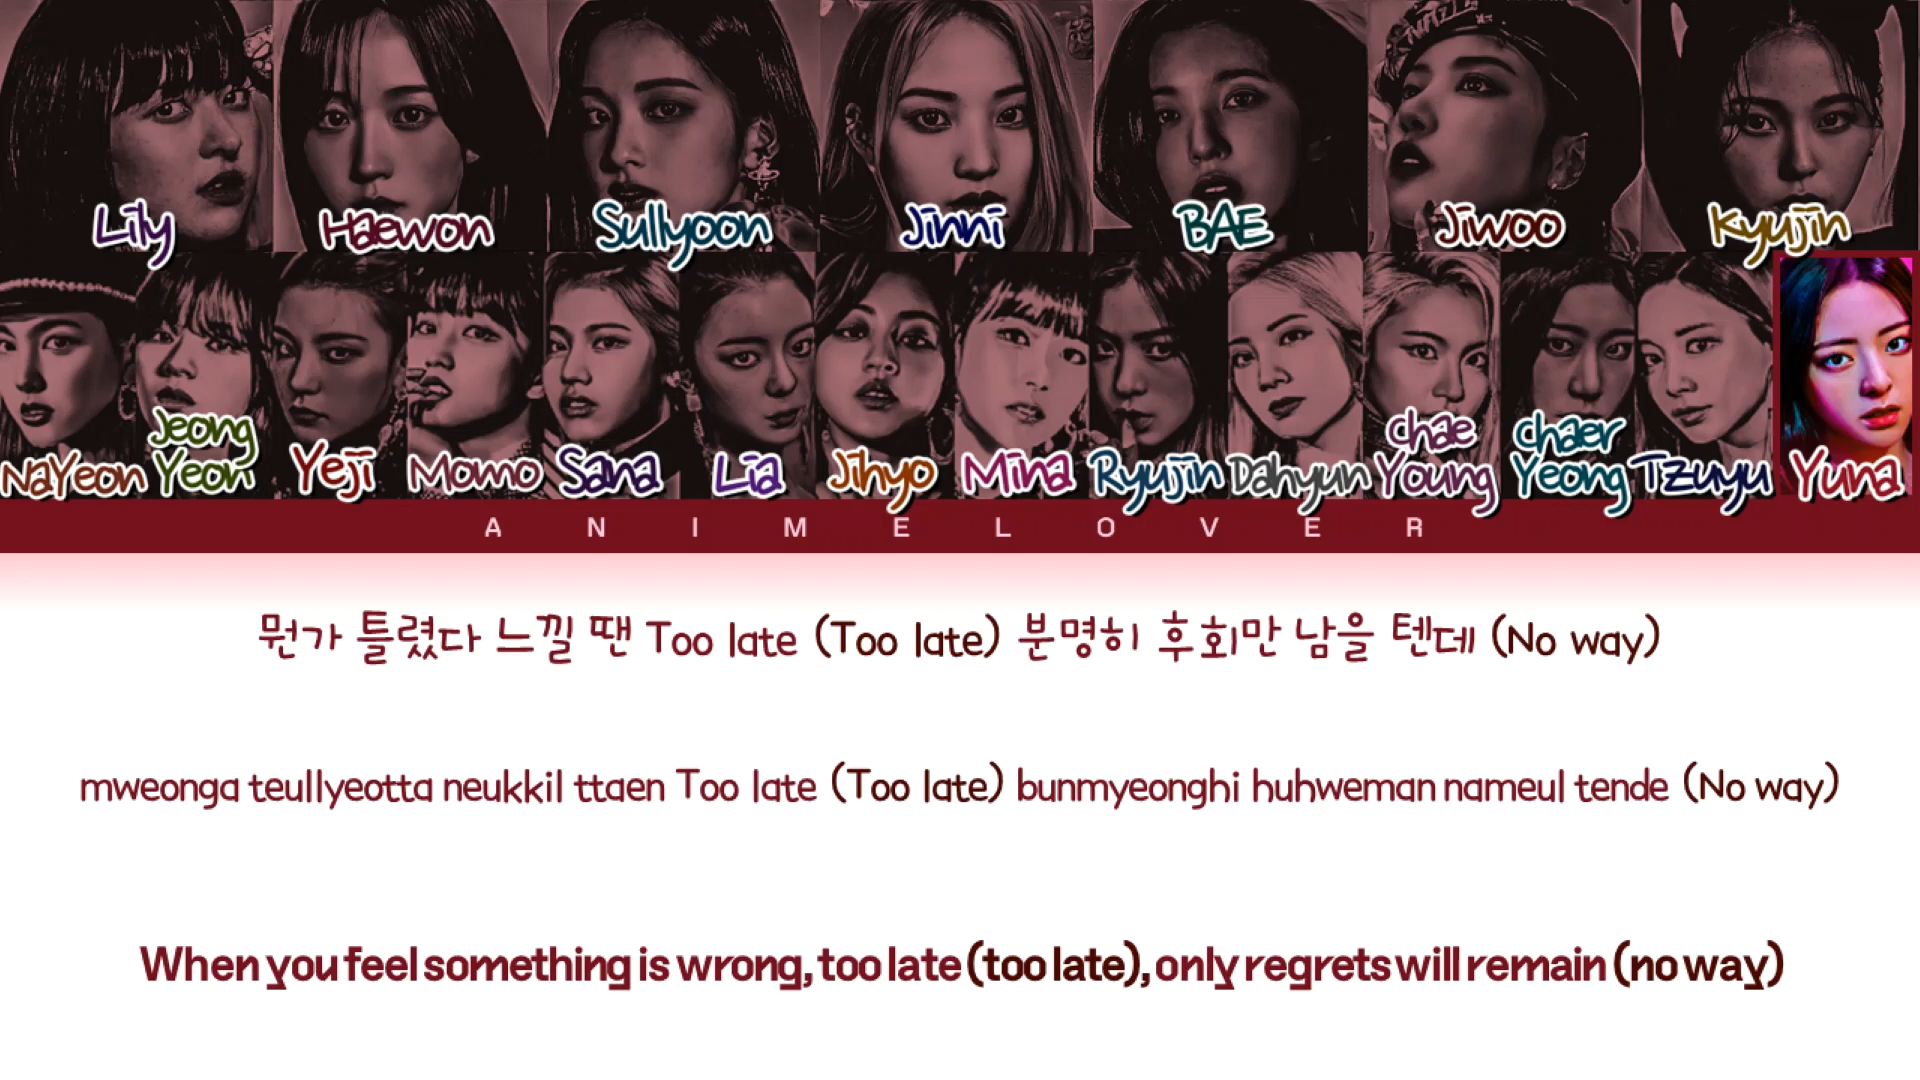 Lily Haewon Sullyoon Jinni BAE Jiwoo Kyujin
NaYeon Jeong Yeon Yeji Momo Sana Lia Jihyo Mina Ryujin Dahyun chae Young chaer Yeong Tzuyu Yuna
ANIMELOVER
뭔가 틀렸다 느낄 땐 Too late (Too late) 분명히 후회만 남을 텐데 (No way)
mweonga teullyeotta neukkil ttaen Too late (Too late) bunmyeonghi huhweman nameul tende (No way)
When you feel something is wrong, too late (too late), only regrets will remain (no way)